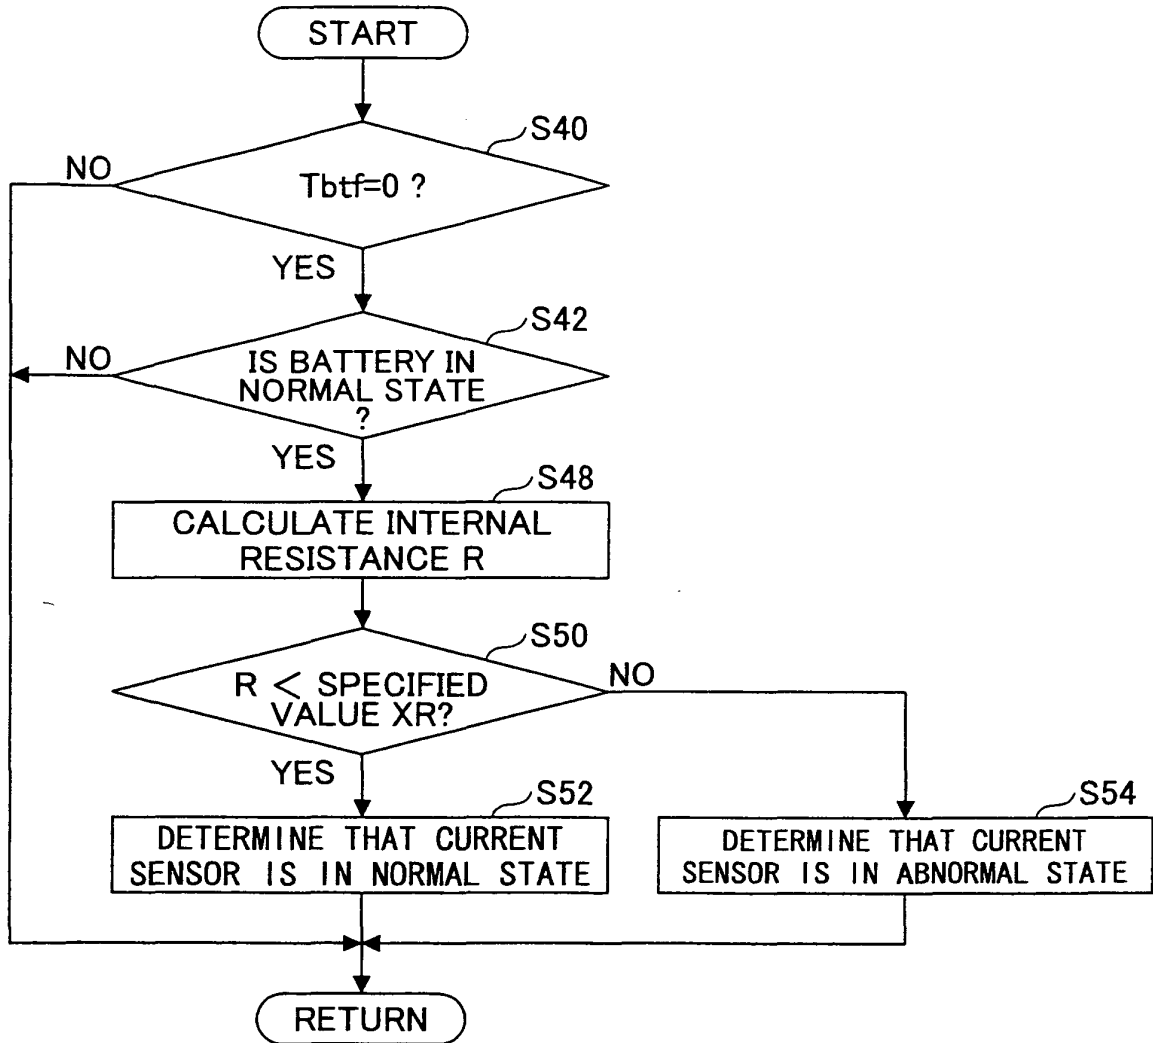 START
S40
NO
Tbtf=0 ?
YES
S42
NO
IS BATTERY IN
NORMAL STATE
?
YES
S48
CALCULATE INTERNAL
RESISTANCE R
S50
NO
R < SPECIFIED
VALUE XR?
YES
S52
S54
DETERMINE THAT CURRENT
SENSOR IS IN NORMAL STATE
DETERMINE THAT CURRENT
SENSOR IS IN ABNORMAL STATE
RETURN